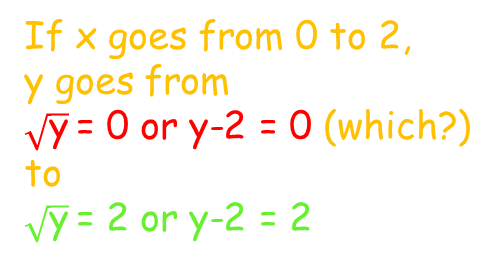 If x goes from 0 to 2,
y goes from
√y = 0 or y-2 = 0 (which?)
to
√y = 2 or y-2 = 2